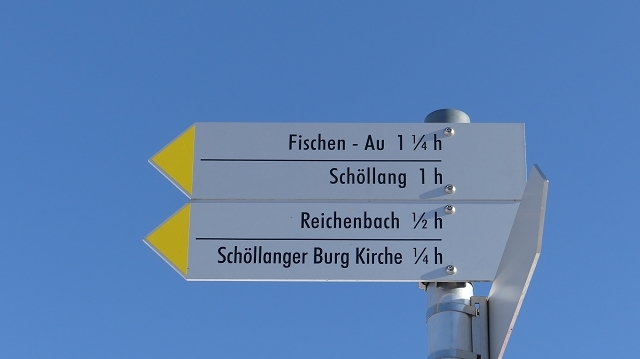 Fischen - Au 1 ¼ h
Schöllang 1 h
Reichenbach ½ h
Schöllanger Burg Kirche ¼ h